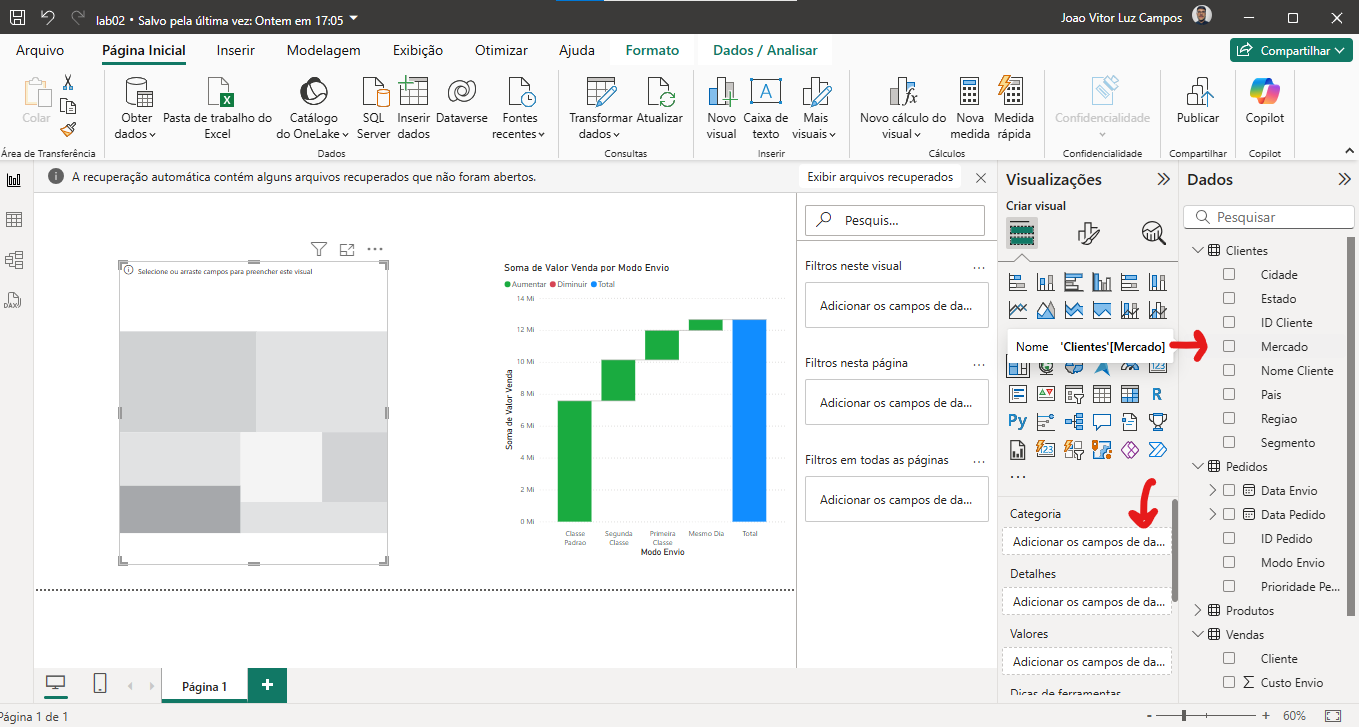 lab02 • Salvo pela última vez: Ontem em 17:05
Joao Vitor Luz Campos
Arquivo
Página Inicial
Inserir
Modelagem
Exibição
Otimizar
Ajuda
Formato
Dados / Analisar
Compartilhar
Colar
Obter dados
Pasta de trabalho do Excel
Catálogo do OneLake
SQL Server
Inserir dados
Dataverse
Fontes recentes
Transformar dados
Atualizar
Novo visual
Caixa de texto
Mais visuais
Novo cálculo do visual
Nova medida
Medida rápida
Confidencialidade
Publicar
Copilot
Área de Transferência
Dados
Consultas
Inserir
Cálculos
Confidencialidade
Compartilhar
Copilot
A recuperação automática contém alguns arquivos recuperados que não foram abertos.
Exibir arquivos recuperados
Selecione ou arraste campos para preencher este visual
Soma de Valor Venda por Modo Envio
Aumentar Diminuir Total
Soma de Valor Venda
14 Mi
12 Mi
10 Mi
8 Mi
6 Mi
4 Mi
2 Mi
0 Mi
Classe Padrao
Segunda Classe
Primeira Classe
Mesmo Dia
Total
Modo Envio
Pesquis...
Filtros neste visual
...
Adicionar os campos de da...
Filtros nesta página
...
Adicionar os campos de da...
Filtros em todas as páginas
...
Adicionar os campos de da...
Visualizações
Criar visual
Nome 'Clientes'[Mercado]
123
R
Py
123
...
Categoria
Adicionar os campos de da...
Detalhes
Adicionar os campos de da...
Valores
Adicionar os campos de da...
Dicas de ferramentas
Dados
Pesquisar
Clientes
Cidade
Estado
ID Cliente
Mercado
Nome Cliente
Pais
Regiao
Segmento
Pedidos
Data Envio
Data Pedido
ID Pedido
Modo Envio
Prioridade Pe...
Produtos
Vendas
Cliente
Σ Custo Envio
DAX
Página 1
+
Página 1 de 1
- + 60%